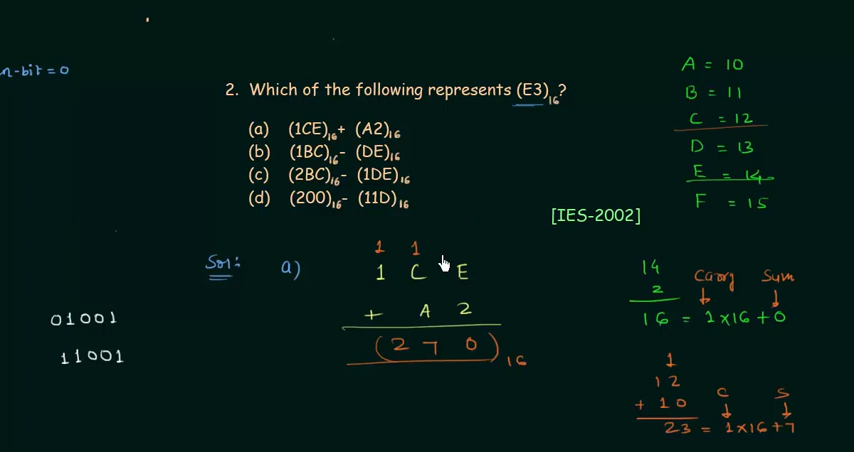 n-bit = 0
2. Which of the following represents (E3)16?
(a) (1CE)16 + (A2)16
(b) (1BC)16 - (DE)16
(c) (2BC)16 - (1DE)16
(d) (200)16 - (11D)16
[IES-2002]
A = 10
B = 11
C = 12
D = 13
E = 14
F = 15
Sol: a)
1 1
1 C E
+ A 2
(2 7 0)16
01001
11001
14
2
16 = 1×16 + 0
Carry Sum
1
12
+ 10
C S
23 = 1×16 + 7